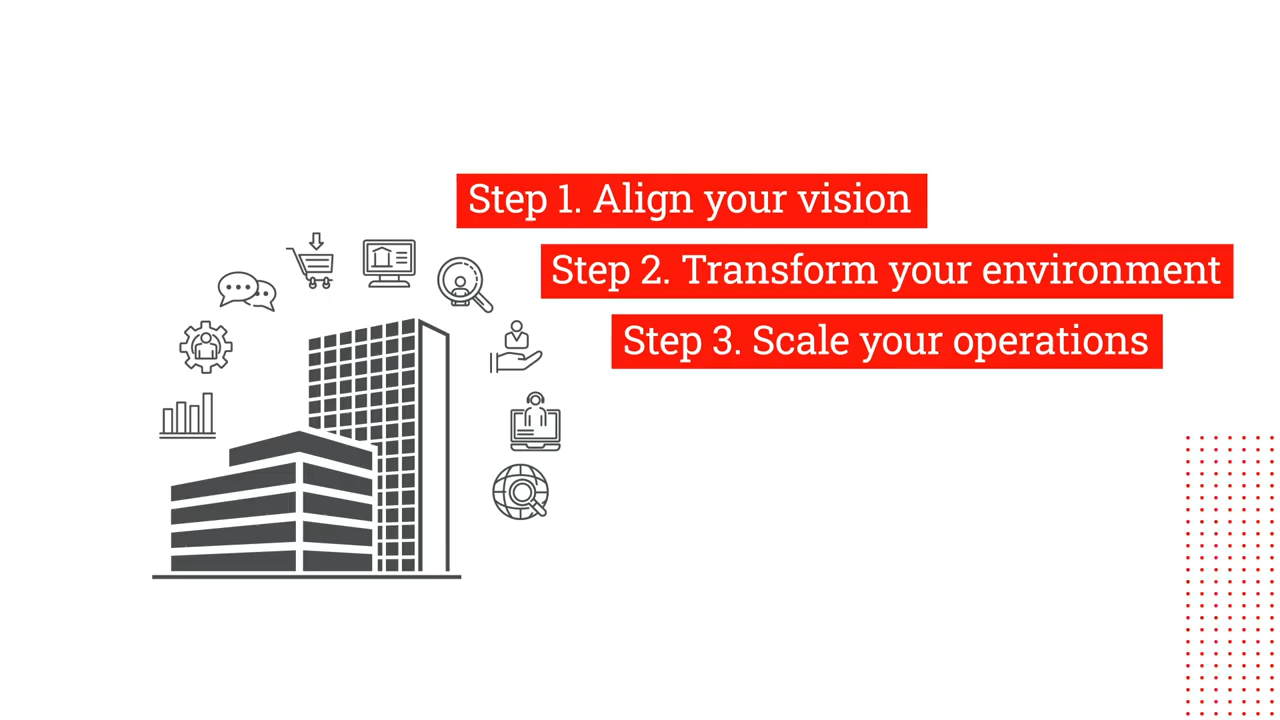 Step 1. Align your vision
Step 2. Transform your environment
Step 3. Scale your operations